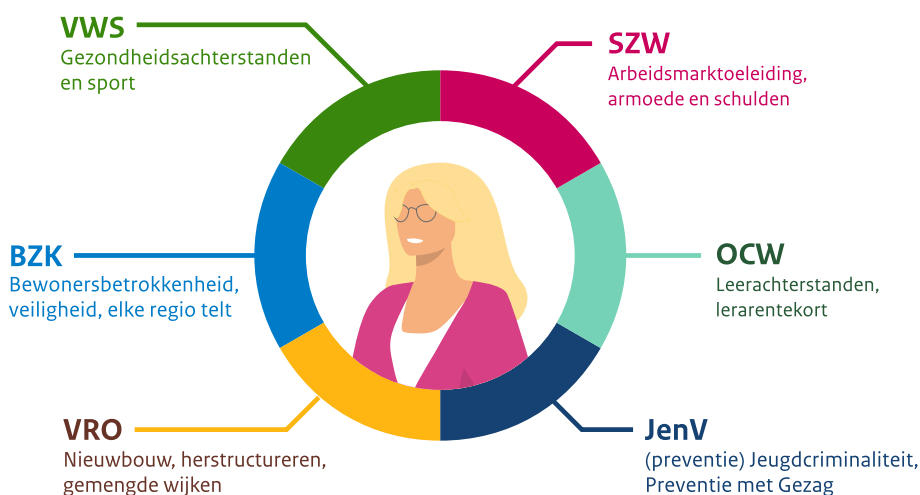 VWS
Gezondheidsachterstanden
en sport
SZW
Arbeidsmarktoeleiding,
armoede en schulden
BZK
Bewonersbetrokkenheid,
veiligheid, elke regio telt
OCW
Leerachterstanden,
lerarentekort
VRO
Nieuwbouw, herstructureren,
gemengde wijken
JenV
(preventie) Jeugdcriminaliteit,
Preventie met Gezag